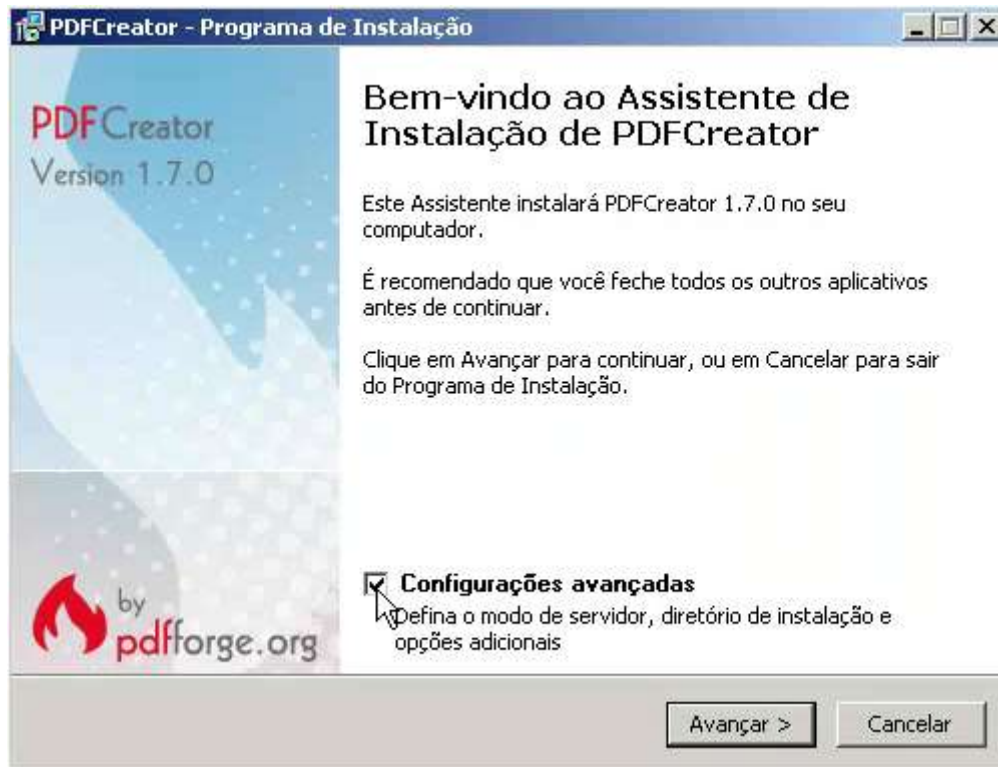 PDFCreator - Programa de Instalação
PDFCreator
Version 1.7.0
Bem-vindo ao Assistente de
Instalação de PDFCreator
Este Assistente instalará PDFCreator 1.7.0 no seu
computador.
É recomendado que você feche todos os outros aplicativos
antes de continuar.
Clique em Avançar para continuar, ou em Cancelar para sair
do Programa de Instalação.
Configurações avançadas
Defina o modo de servidor, diretório de instalação e
opções adicionais
by
pdfforge.org
Avançar >
Cancelar